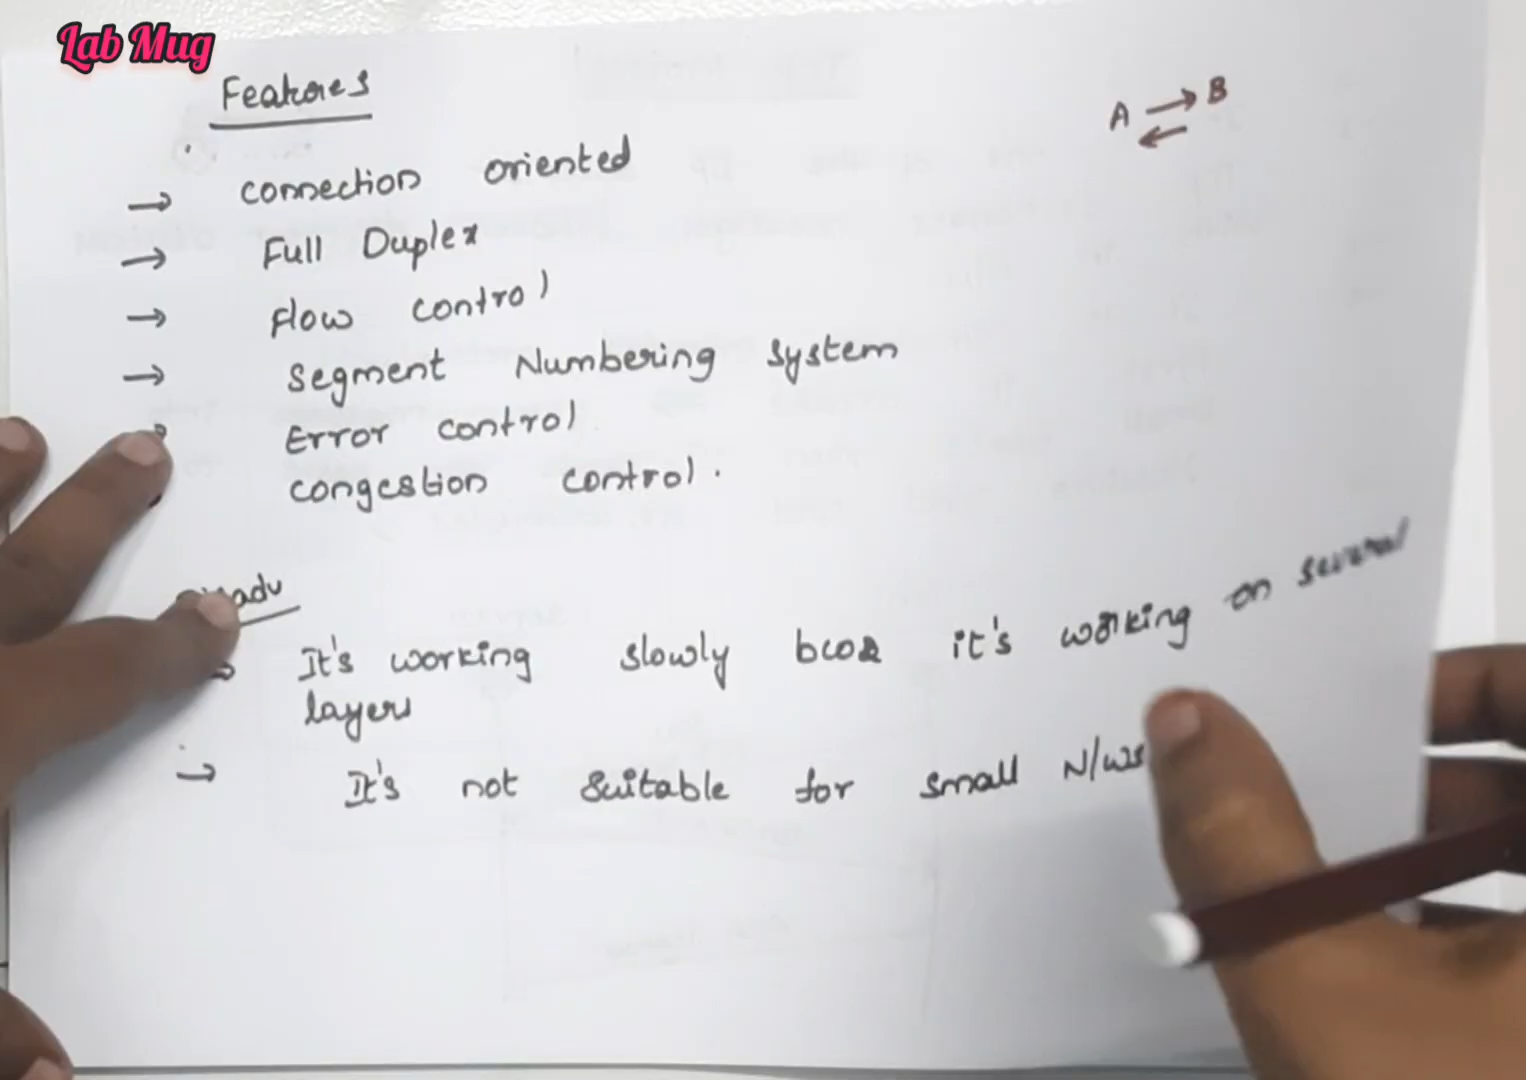 Lab Mug
Features
A → B
←
→ connection oriented
→ Full Duplex
→ Flow control
→ Segment Numbering System
Error control
congestion control.
adv
It's working slowly it's working on several
layers
→ It's not suitable for small N/ws